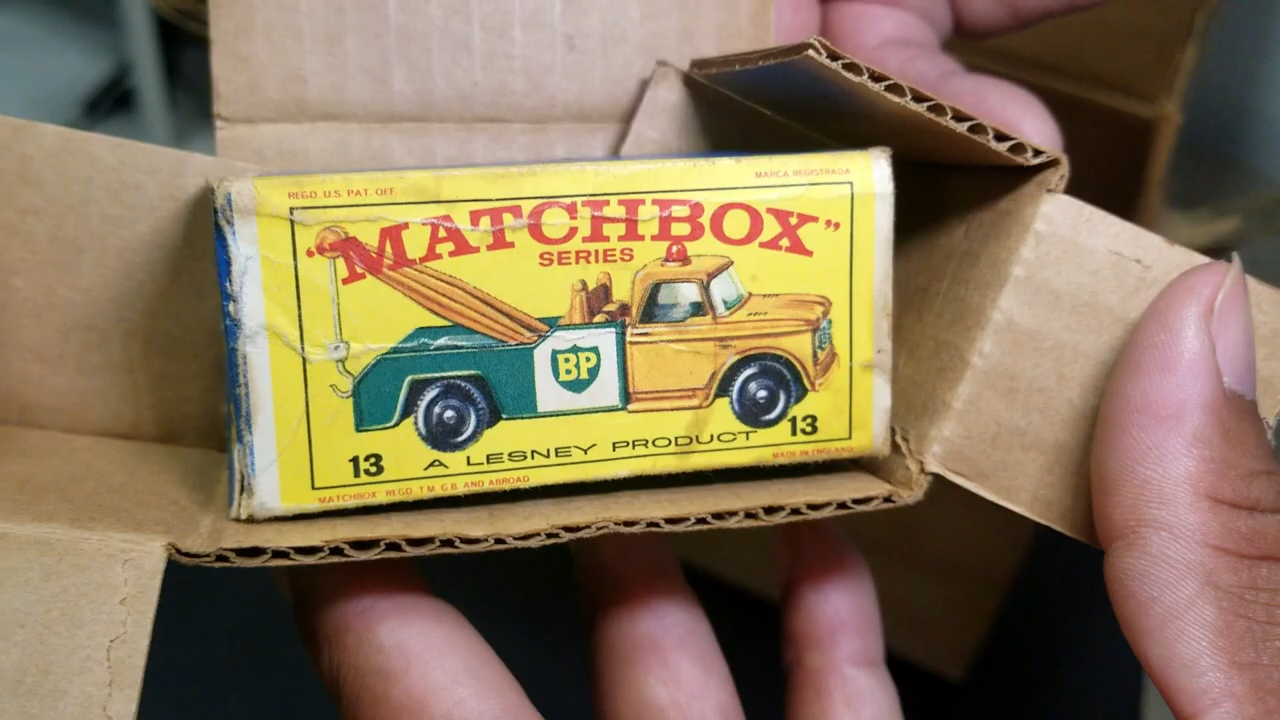 REGD. U.S. PAT. OFF.
MARCA REGISTRADA
"MATCHBOX"
SERIES
BP
13
A LESNEY PRODUCT
13
MADE IN ENGLAND
"MATCHBOX" REGD. T.M. G.B. AND ABROAD